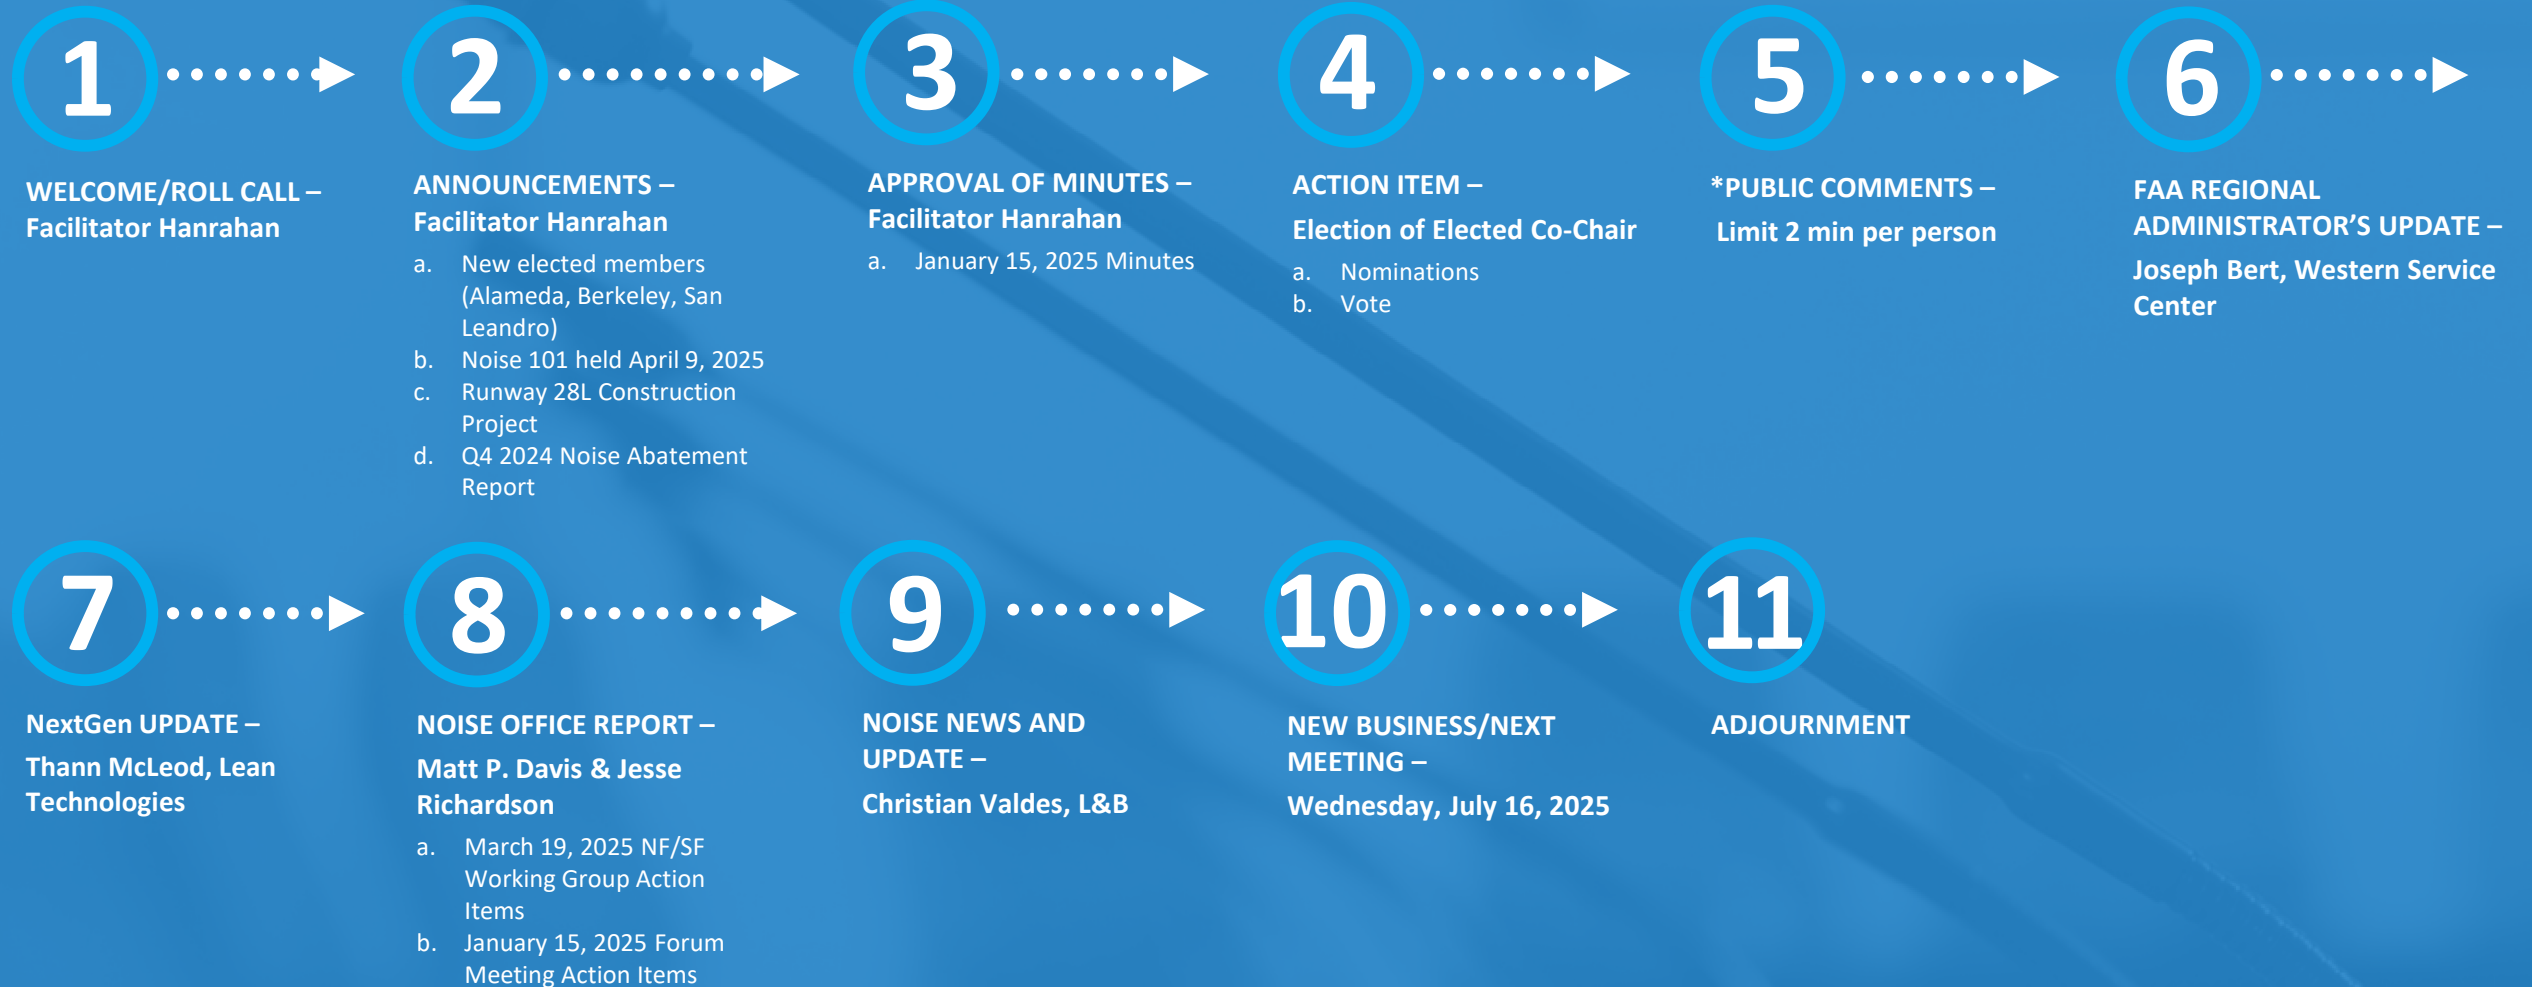 1
WELCOME/ROLL CALL –
Facilitator Hanrahan
2
ANNOUNCEMENTS –
Facilitator Hanrahan
a. New elected members
(Alameda, Berkeley, San
Leandro)
b. Noise 101 held April 9, 2025
c. Runway 28L Construction
Project
d. Q4 2024 Noise Abatement
Report
3
APPROVAL OF MINUTES –
Facilitator Hanrahan
a. January 15, 2025 Minutes
4
ACTION ITEM –
Election of Elected Co-Chair
a. Nominations
b. Vote
5
*PUBLIC COMMENTS –
Limit 2 min per person
6
FAA REGIONAL
ADMINISTRATOR’S UPDATE –
Joseph Bert, Western Service
Center
7
NextGen UPDATE –
Thann McLeod, Lean
Technologies
8
NOISE OFFICE REPORT –
Matt P. Davis & Jesse
Richardson
a. March 19, 2025 NF/SF
Working Group Action
Items
b. January 15, 2025 Forum
Meeting Action Items
9
NOISE NEWS AND
UPDATE –
Christian Valdes, L&B
10
NEW BUSINESS/NEXT
MEETING –
Wednesday, July 16, 2025
11
ADJOURNMENT